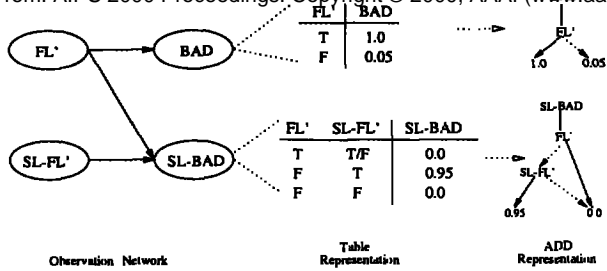 2000, AAAI
FL' BAD
FL' BAD
T 1.0
F 0.05
FL'
1.0 0.05
SL-FL' SL-BAD
FL' SL-FL' SL-BAD
T T/F 0.0
F T 0.95
F F 0.0
SL-BAD
FL'
SL-FL'
0.95 0.0
Observation Network
Table
Representation
ADD
Representation